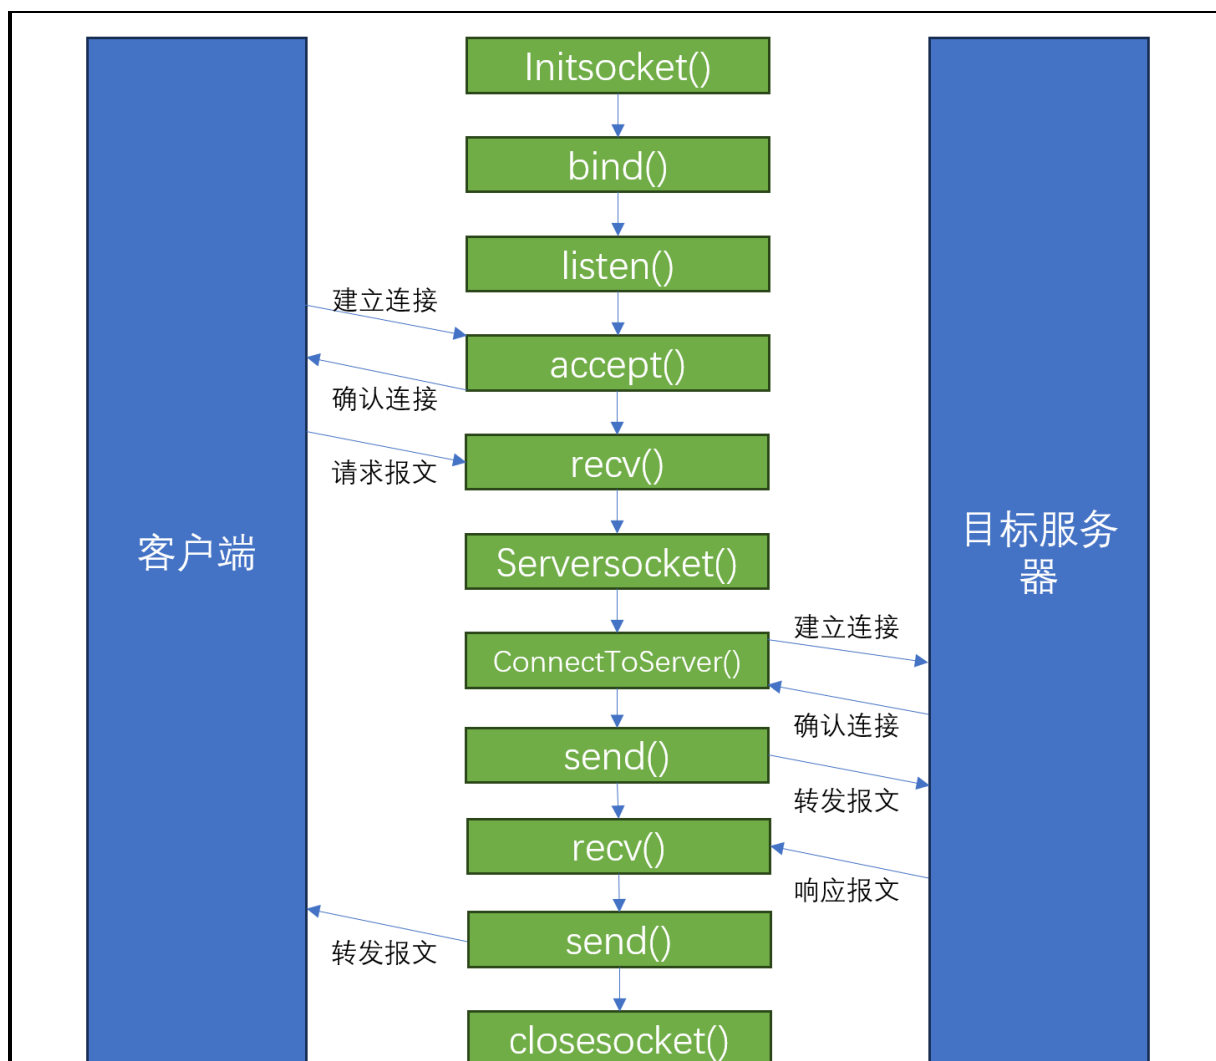 Initsocket()
bind()
listen()
建立连接
accept()
确认连接
recv()
请求报文
客户端
Serversocket()
目标服务
器
建立连接
ConnectToServer()
确认连接
send()
转发报文
recv()
响应报文
send()
转发报文
closesocket()